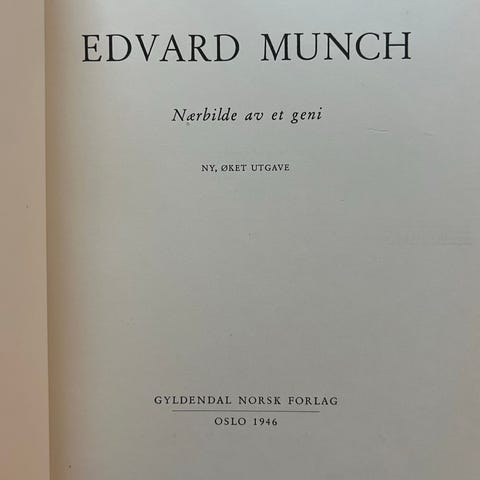 EDVARD MUNCH
Nærbilde av et geni
NY, ØKET UTGAVE
GYLDENDAL NORSK FORLAG
OSLO 1946